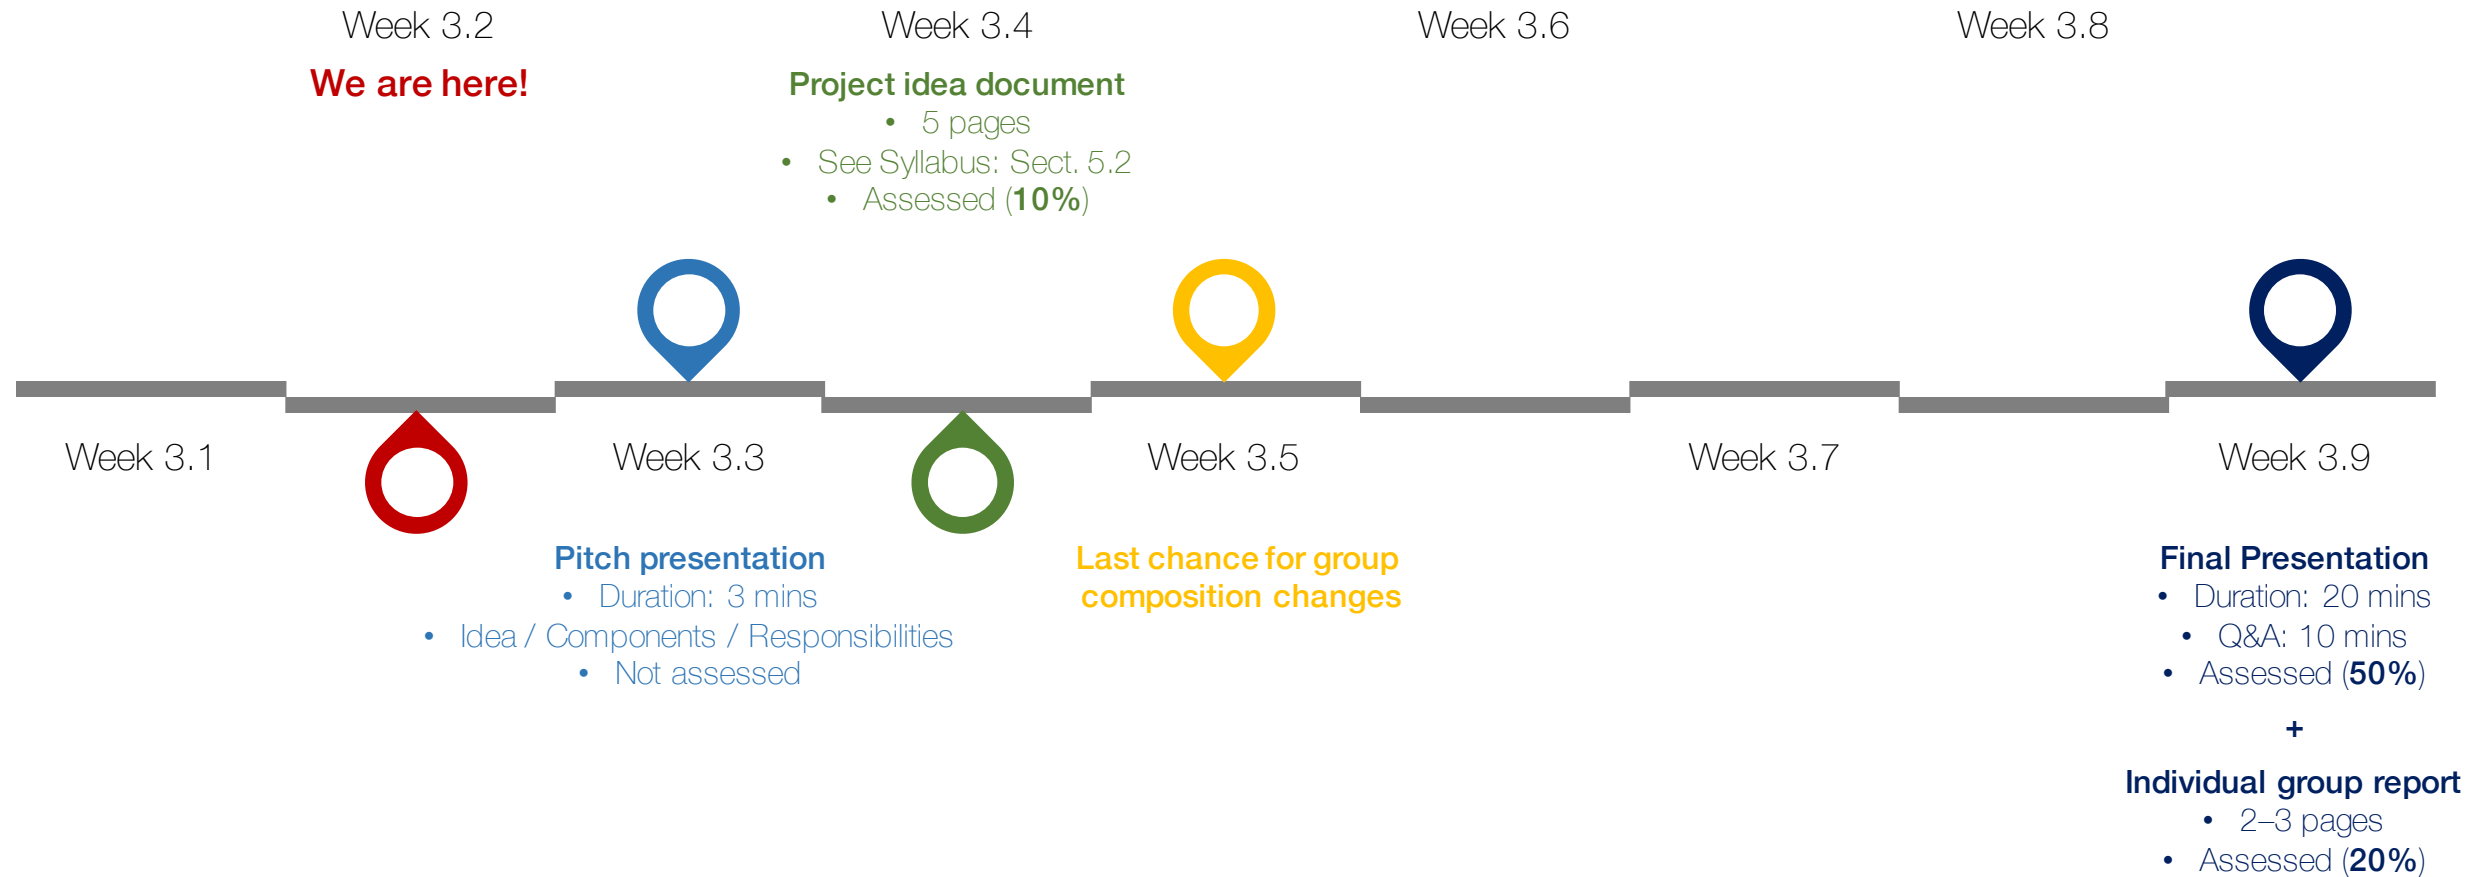 Week 3.2
Week 3.4
Week 3.6
Week 3.8
We are here!
Project idea document
• 5 pages
• See Syllabus: Sect. 5.2
• Assessed (10%)
Week 3.1
Week 3.3
Week 3.5
Week 3.7
Week 3.9
Pitch presentation
• Duration: 3 mins
• Idea / Components / Responsibilities
• Not assessed
Last chance for group
composition changes
Final Presentation
• Duration: 20 mins
• Q&A: 10 mins
• Assessed (50%)
+
Individual group report
• 2–3 pages
• Assessed (20%)